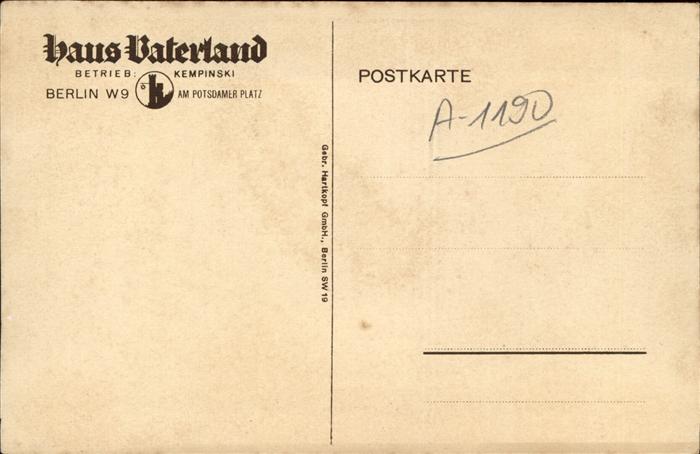 Haus Vaterland
BETRIEB: KEMPINSKI
BERLIN W9 AM POTSDAMER PLATZ
Gebr. Hartkopf GmbH., Berlin SW 19
POSTKARTE
A-1190